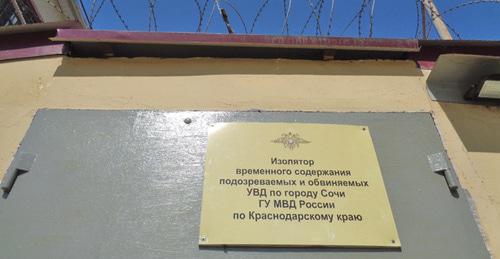 Изолятор
временного содержания
подозреваемых и обвиняемых
УВД по городу Сочи
ГУ МВД России
по Краснодарскому краю